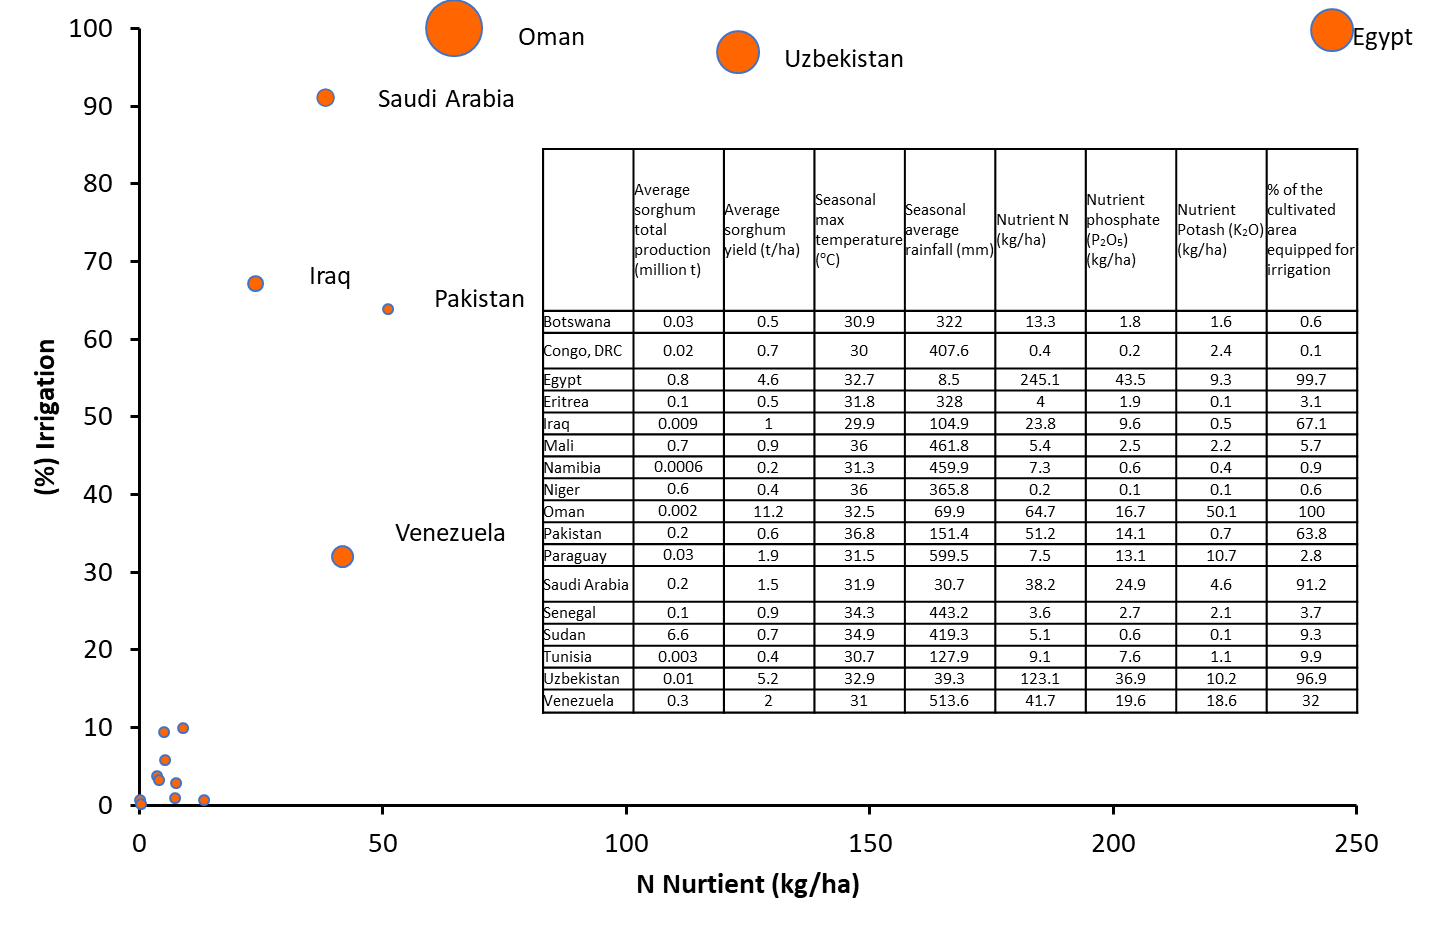 100
90
80
70
60
50
40
30
20
10
0
(%) Irrigation
Oman
Uzbekistan
Egypt
Saudi Arabia
Iraq
Pakistan
Venezuela
Average sorghum total production (million t)
Average sorghum yield (t/ha)
Seasonal max temperature (°C)
Seasonal average rainfall (mm)
Nutrient N (kg/ha)
Nutrient phosphate (P₂O₅) (kg/ha)
Nutrient Potash (K₂O) (kg/ha)
% of the cultivated area equipped for irrigation
Botswana 0.03 0.5 30.9 322 13.3 1.8 1.6 0.6
Congo, DRC 0.02 0.7 30 407.6 0.4 0.2 2.4 0.1
Egypt 0.8 4.6 32.7 8.5 245.1 43.5 9.3 99.7
Eritrea 0.1 0.5 31.8 328 4 1.9 0.1 3.1
Iraq 0.009 1 29.9 104.9 23.8 9.6 0.5 67.1
Mali 0.7 0.9 36 461.8 5.4 2.5 2.2 5.7
Namibia 0.0006 0.2 31.3 459.9 7.3 0.6 0.4 0.9
Niger 0.6 0.4 36 365.8 0.2 0.1 0.1 0.6
Oman 0.002 11.2 32.5 69.9 64.7 16.7 50.1 100
Pakistan 0.2 0.6 36.8 151.4 51.2 14.1 0.7 63.8
Paraguay 0.03 1.9 31.5 599.5 7.5 13.1 10.7 2.8
Saudi Arabia 0.2 1.5 31.9 30.7 38.2 24.9 4.6 91.2
Senegal 0.1 0.9 34.3 443.2 3.6 2.7 2.1 3.7
Sudan 6.6 0.7 34.9 419.3 5.1 0.6 0.1 9.3
Tunisia 0.003 0.4 30.7 127.9 9.1 7.6 1.1 9.9
Uzbekistan 0.01 5.2 32.9 39.3 123.1 36.9 10.2 96.9
Venezuela 0.3 2 31 513.6 41.7 19.6 18.6 32
0 50 100 150 200 250
N Nurtient (kg/ha)